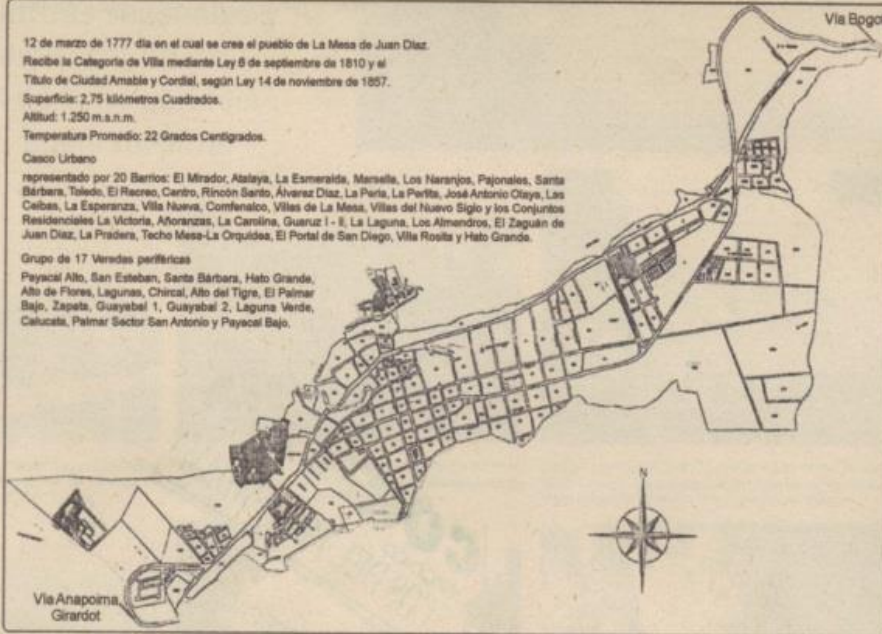 12 de marzo de 1777 dia en el cual se crea el pueblo de La Mesa de Juan Diaz.
Recibe la Categoria de Villa mediante Ley 6 de septiembre de 1810 y el
Titulo de Ciudad Amable y Cordial, según Ley 14 de noviembre de 1857.
Superficie: 2,75 kilómetros Cuadrados.
Altitud: 1.250 m.s.n.m.
Temperatura Promedio: 22 Grados Centigrados.
Casco Urbano
representado por 20 Barrios: El Mirador, Atalaya, La Esmeralda, Marsella, Los Naranjos, Pajonales, Santa
Bárbara, Toledo, El Recreo, Centro, Rincón Santo, Álvarez Díaz, La Perla, La Perlita, José Antonio Olaya, Las
Ceibas, La Esperanza, Villa Nueva, Comfenalco, Villas de La Mesa, Villas del Nuevo Siglo y los Conjuntos
Residenciales La Victoria, Añoranzas, La Carolina, Guaruz I - II, La Laguna, Los Almendros, El Zaguán de
Juan Díaz, La Pradera, Techo Mesa-La Orquídea, El Portal de San Diego, Villa Rosita y Hato Grande.
Grupo de 17 Veredas periféricas
Payacal Alto, San Esteban, Santa Bárbara, Hato Grande,
Alto de Flores, Lagunas, Chircal, Alto del Tigre, El Palmar
Bajo, Zapata, Guayabal 1, Guayabal 2, Laguna Verde,
Calucata, Palmar Sector San Antonio y Payacal Bajo.
Vía Bogot
N
Vía Anapoima,
Girardot